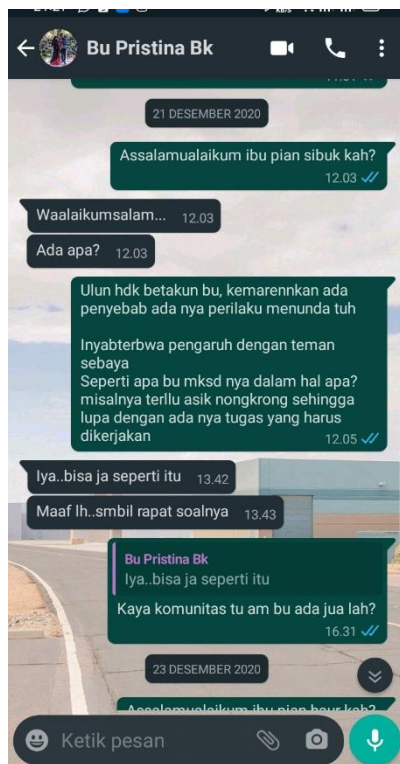 Bu Pristina Bk
21 DESEMBER 2020
Assalamualaikum ibu pian sibuk kah?
12.03
Waalaikumsalam... 12.03
Ada apa? 12.03
Ulun hdk betakun bu, kemarennkan ada
penyebab ada nya perilaku menunda tuh
Inyabterbwa pengaruh dengan teman
sebaya
Seperti apa bu mksd nya dalam hal apa?
misalnya terllu asik nongkrong sehingga
lupa dengan ada nya tugas yang harus
dikerjakan 12.05
Iya..bisa ja seperti itu 13.42
Maaf lh..smbil rapat soalnya 13.43
Bu Pristina Bk
Iya..bisa ja seperti itu
Kaya komunitas tu am bu ada jua lah?
16.31
23 DESEMBER 2020
Assalamualaikum ibu pian haur kah?
Ketik pesan